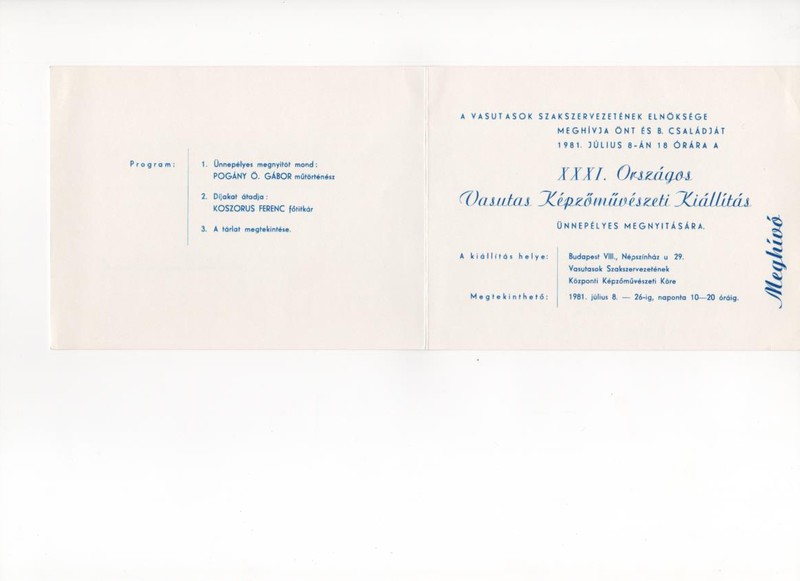 Program:
1. Ünnepélyes megnyitót mond:
POGÁNY Ö. GÁBOR műtörténész
2. Díjakat átadja:
KOSZORUS FERENC főtitkár
3. A tárlat megtekintése.
A VASUTASOK SZAKSZERVEZETÉNEK ELNÖKSÉGE
MEGHÍVJA ÖNT ÉS B. CSALÁDJÁT
1981. JÚLIUS 8-ÁN 18 ÓRÁRA A
XXXI. Országos
Vasutas Képzőművészeti Kiállítás
ÜNNEPÉLYES MEGNYITÁSÁRA.
A kiállítás helye: Budapest VIII., Népszínház u 29.
Vasutasok Szakszervezetének
Központi Képzőművészeti Köre
Megtekinthető: 1981. július 8. — 26-ig, naponta 10—20 óráig.
Meghívó